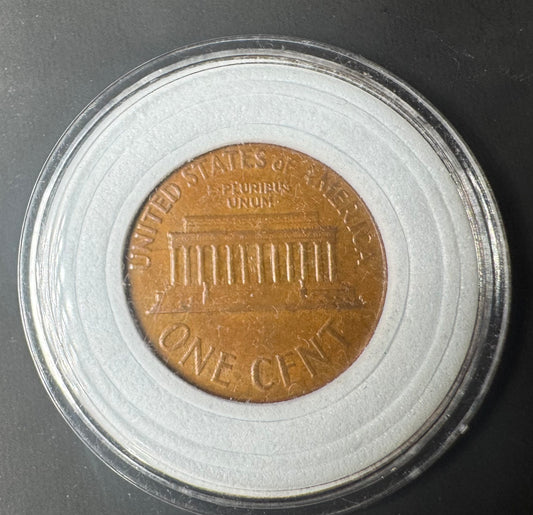 UNITED STATES OF AMERICA
E PLURIBUS
UNUM
ONE CENT